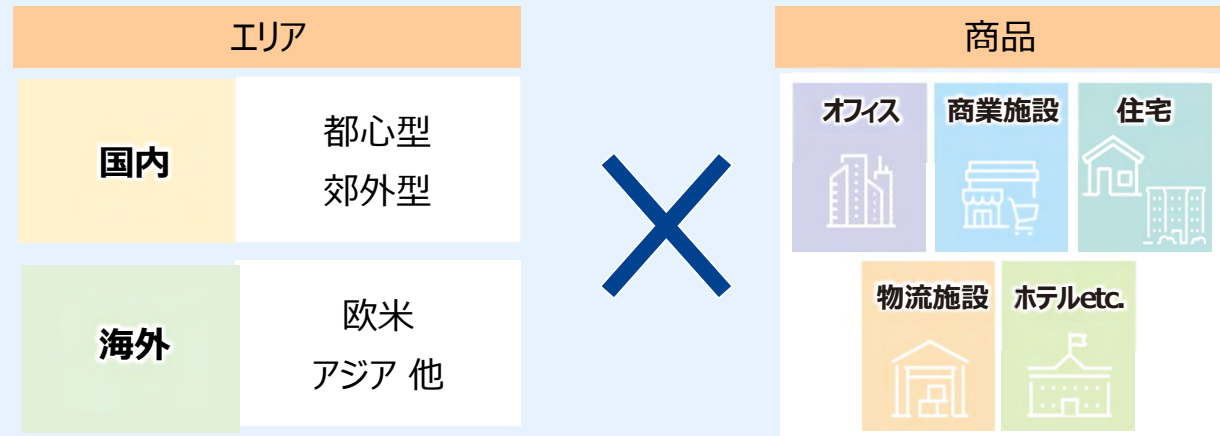 エリア
国内
都心型
郊外型
海外
欧米
アジア 他
商品
オフィス
商業施設
住宅
物流施設
ホテルetc.